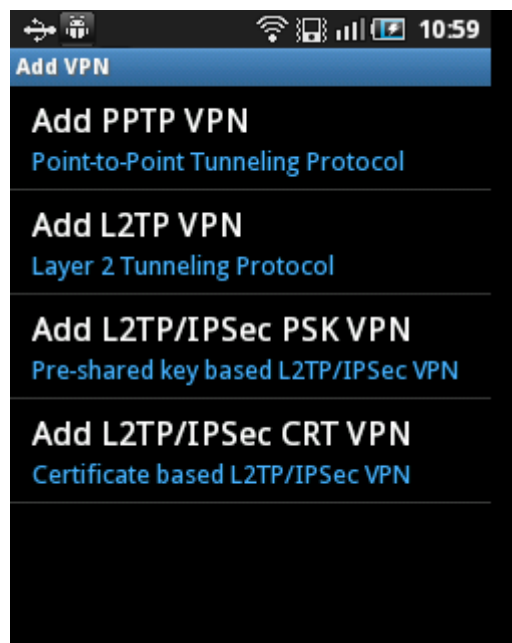 10:59
Add VPN
Add PPTP VPN
Point-to-Point Tunneling Protocol
Add L2TP VPN
Layer 2 Tunneling Protocol
Add L2TP/IPSec PSK VPN
Pre-shared key based L2TP/IPSec VPN
Add L2TP/IPSec CRT VPN
Certificate based L2TP/IPSec VPN